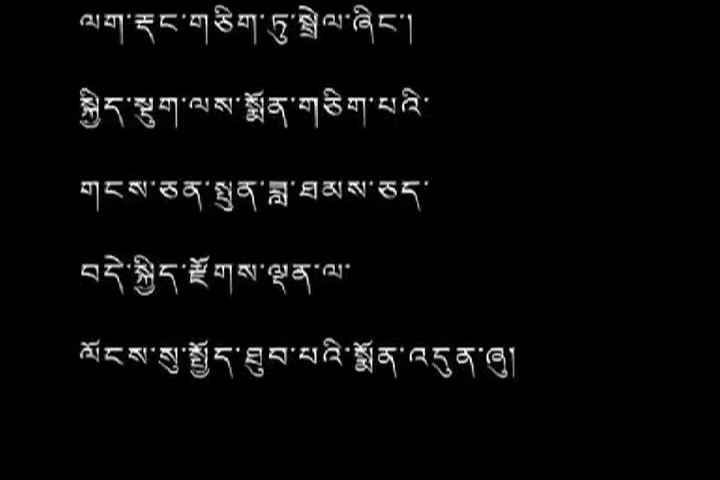 ལག་རྡང་གཅིག་ཏུ་སྤྲེལ་ཞིང་།
སྐྱིད་སྡུག་ལས་སྨོན་གཅིག་པའི་
གངས་ཅན་སྤུན་ཟླ་ཐམས་ཅད་
བདེ་སྐྱིད་རྫོགས་ལྡན་ལ་
ལོངས་སུ་སྤྱོད་ཐུབ་པའི་སྨོན་འདུན་ཞུ།